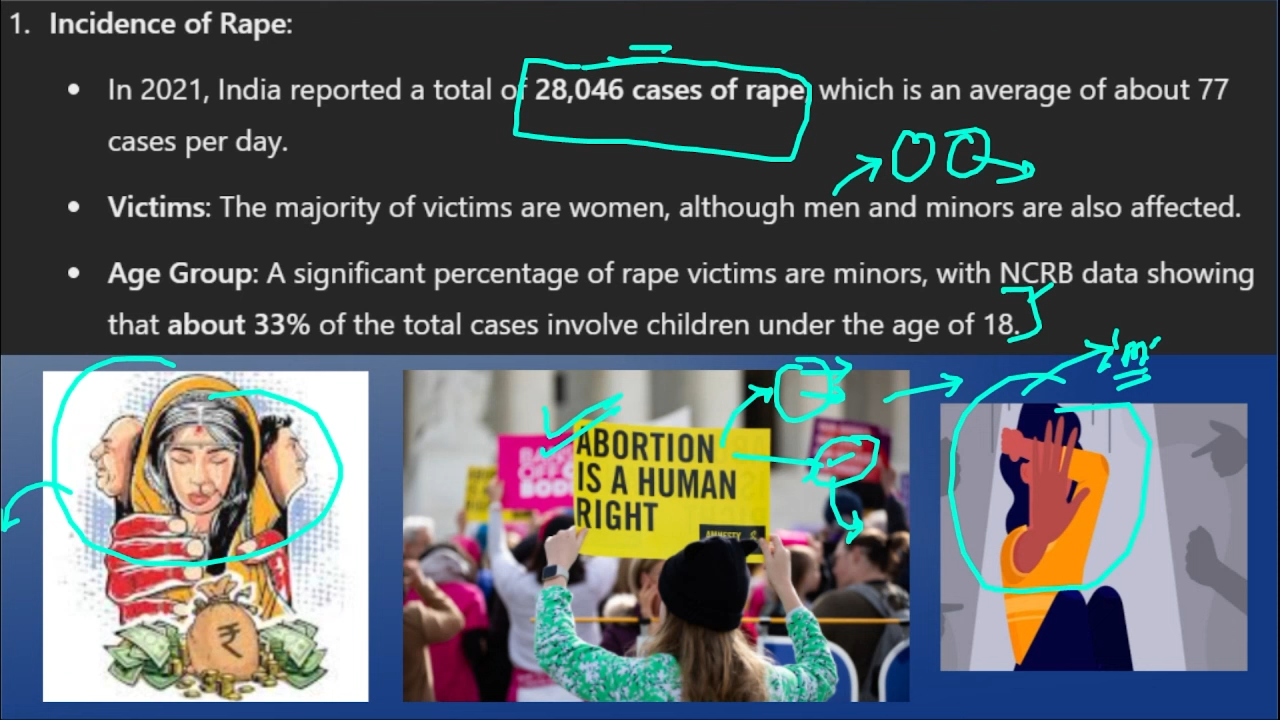 1. Incidence of Rape:
• In 2021, India reported a total of 28,046 cases of rape, which is an average of about 77
cases per day.
• Victims: The majority of victims are women, although men and minors are also affected.
• Age Group: A significant percentage of rape victims are minors, with NCRB data showing
that about 33% of the total cases involve children under the age of 18.
'm'
ABORTION
IS A HUMAN
RIGHT
AMNESTY
₹